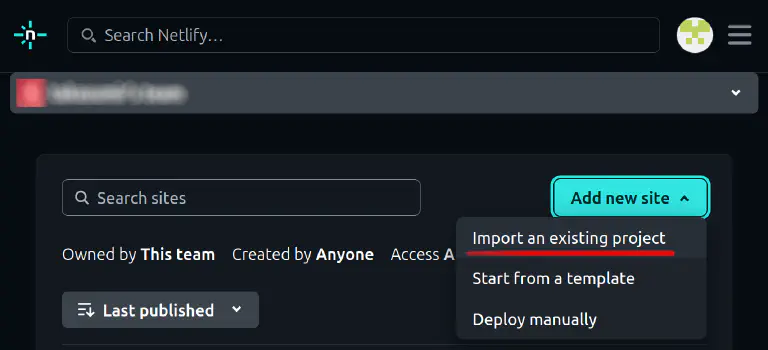 Search Netlify...
Search sites
Add new site
Import an existing project
Owned by This team Created by Anyone Access A
Start from a template
Last published
Deploy manually